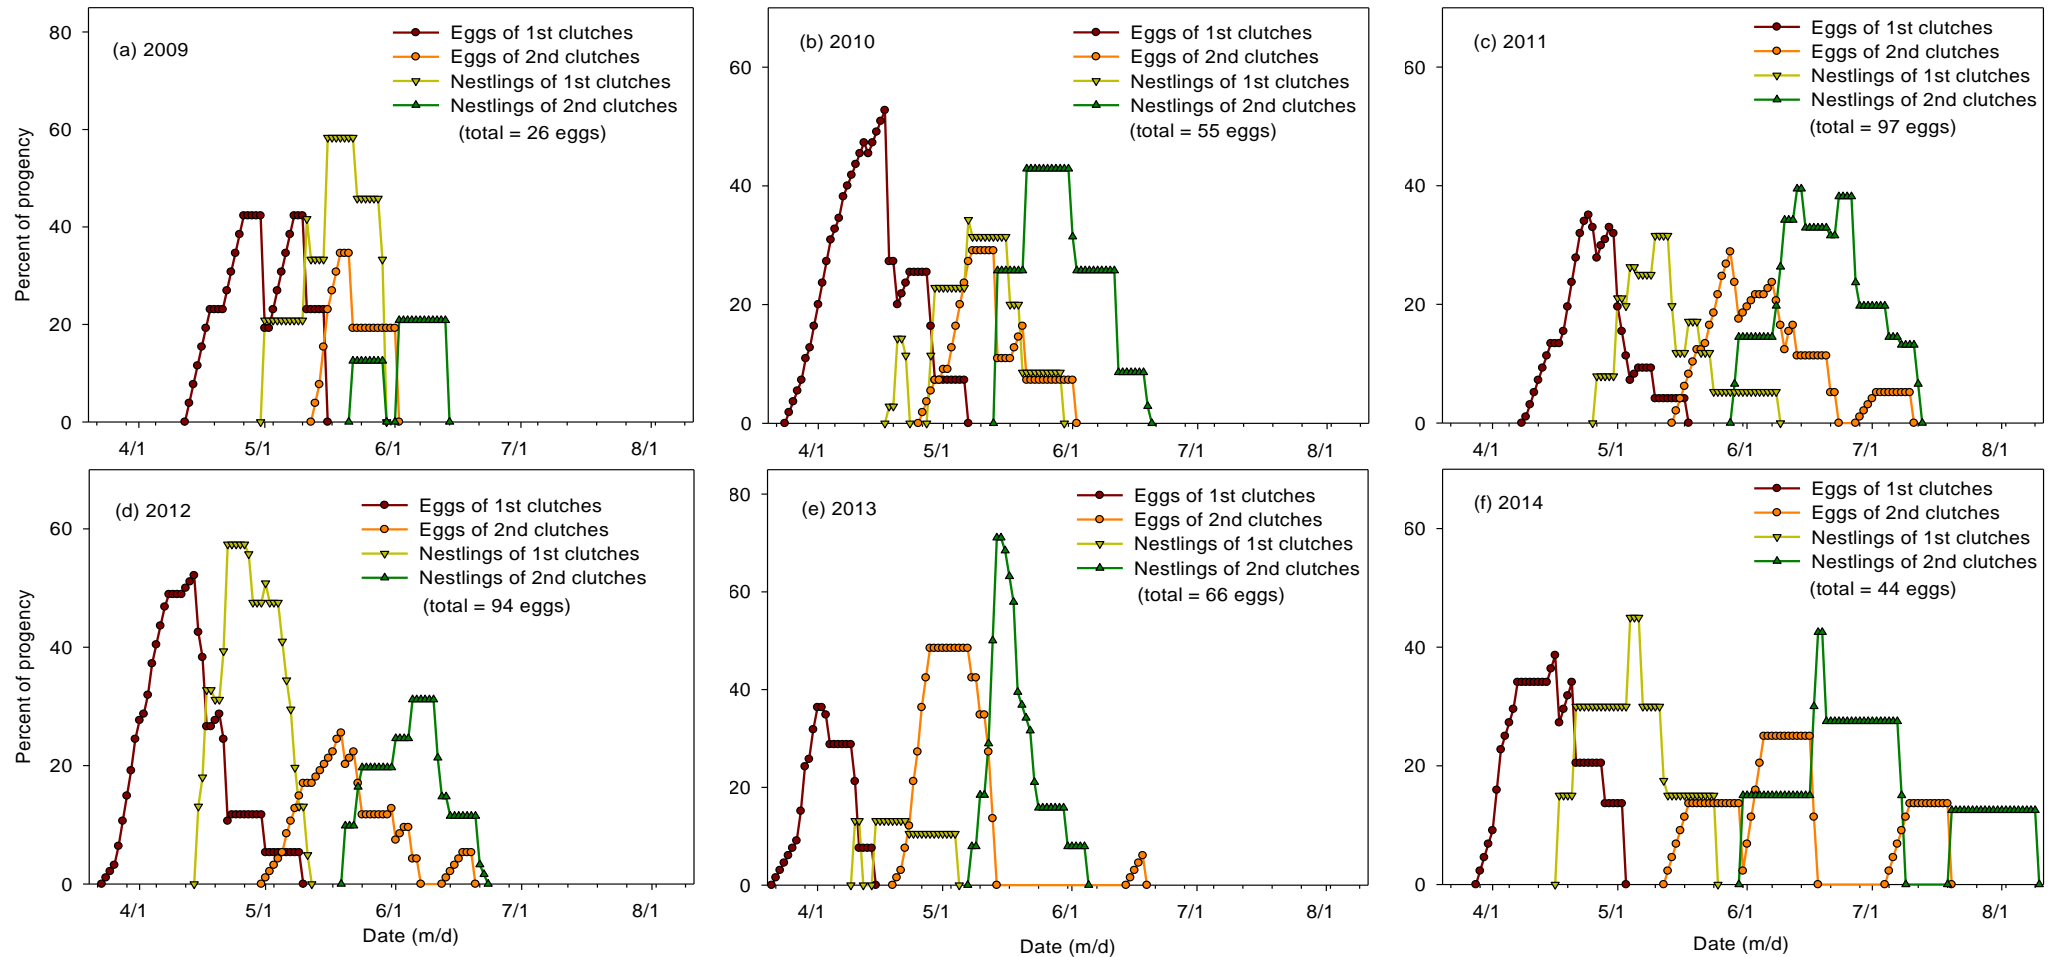 (a) 2009
Eggs of 1st clutches
Eggs of 2nd clutches
Nestlings of 1st clutches
Nestlings of 2nd clutches
(total = 26 eggs)
Percent of progency
80
60
40
20
0
4/1 5/1 6/1 7/1 8/1
(b) 2010
Eggs of 1st clutches
Eggs of 2nd clutches
Nestlings of 1st clutches
Nestlings of 2nd clutches
(total = 55 eggs)
60
40
20
0
4/1 5/1 6/1 7/1 8/1
(c) 2011
Eggs of 1st clutches
Eggs of 2nd clutches
Nestlings of 1st clutches
Nestlings of 2nd clutches
(total = 97 eggs)
60
40
20
0
4/1 5/1 6/1 7/1 8/1
(d) 2012
Eggs of 1st clutches
Eggs of 2nd clutches
Nestlings of 1st clutches
Nestlings of 2nd clutches
(total = 94 eggs)
Percent of progency
60
40
20
0
4/1 5/1 6/1 7/1 8/1
Date (m/d)
(e) 2013
Eggs of 1st clutches
Eggs of 2nd clutches
Nestlings of 1st clutches
Nestlings of 2nd clutches
(total = 66 eggs)
80
60
40
20
0
4/1 5/1 6/1 7/1 8/1
Date (m/d)
(f) 2014
Eggs of 1st clutches
Eggs of 2nd clutches
Nestlings of 1st clutches
Nestlings of 2nd clutches
(total = 44 eggs)
60
40
20
0
4/1 5/1 6/1 7/1 8/1
Date (m/d)